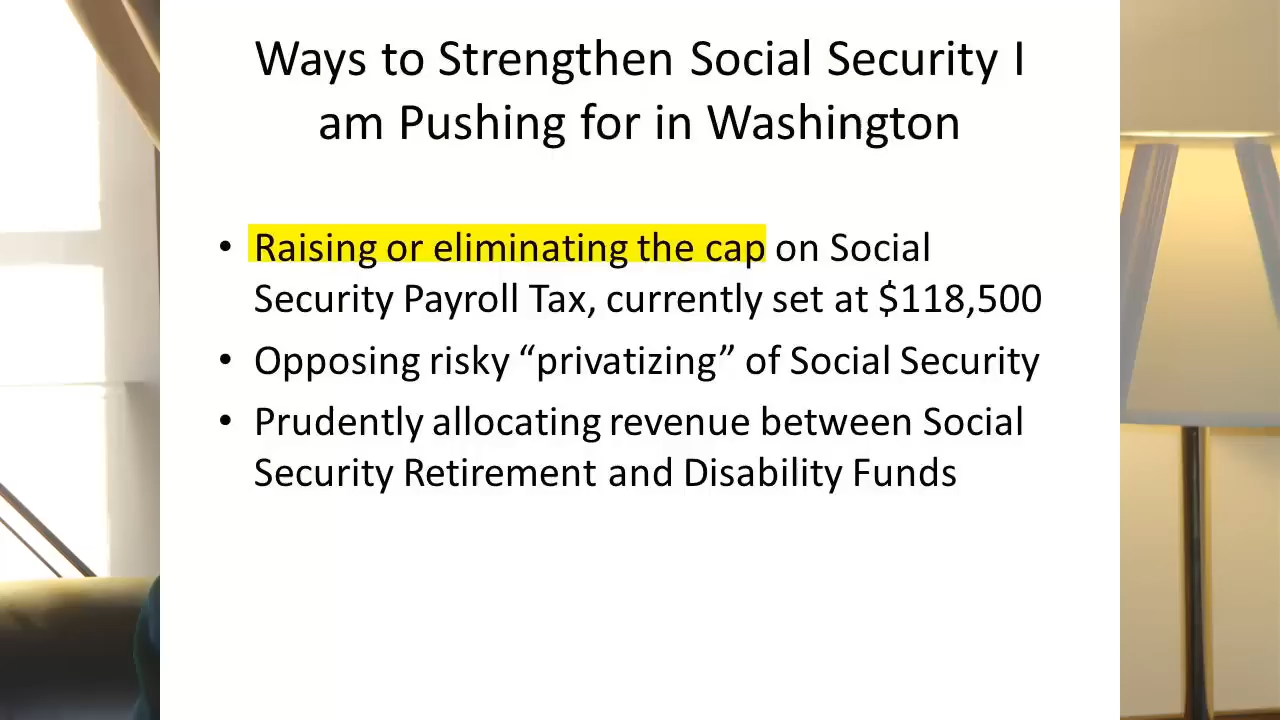 Ways to Strengthen Social Security I
am Pushing for in Washington
• Raising or eliminating the cap on Social
Security Payroll Tax, currently set at $118,500
• Opposing risky “privatizing” of Social Security
• Prudently allocating revenue between Social
Security Retirement and Disability Funds